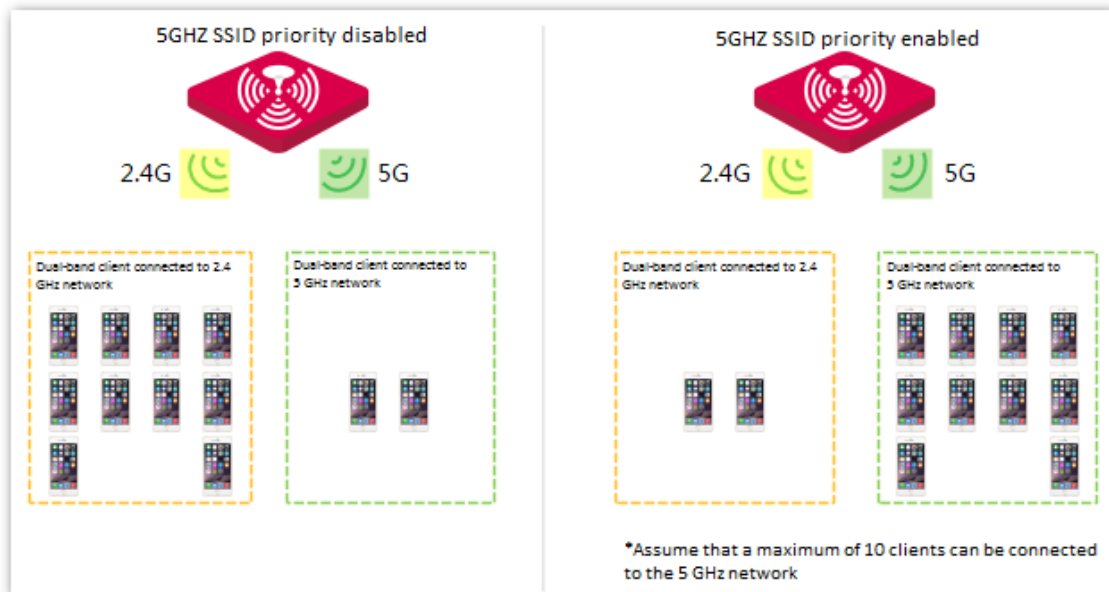 5GHZ SSID priority disabled
2.4G
5G
Dual-band client connected to 2.4
GHz network
Dual-band client connected to
5 GHz network
5GHZ SSID priority enabled
2.4G
5G
Dual-band client connected to 2.4
GHz network
Dual-band client connected to
5 GHz network
*Assume that a maximum of 10 clients can be connected
to the 5 GHz network